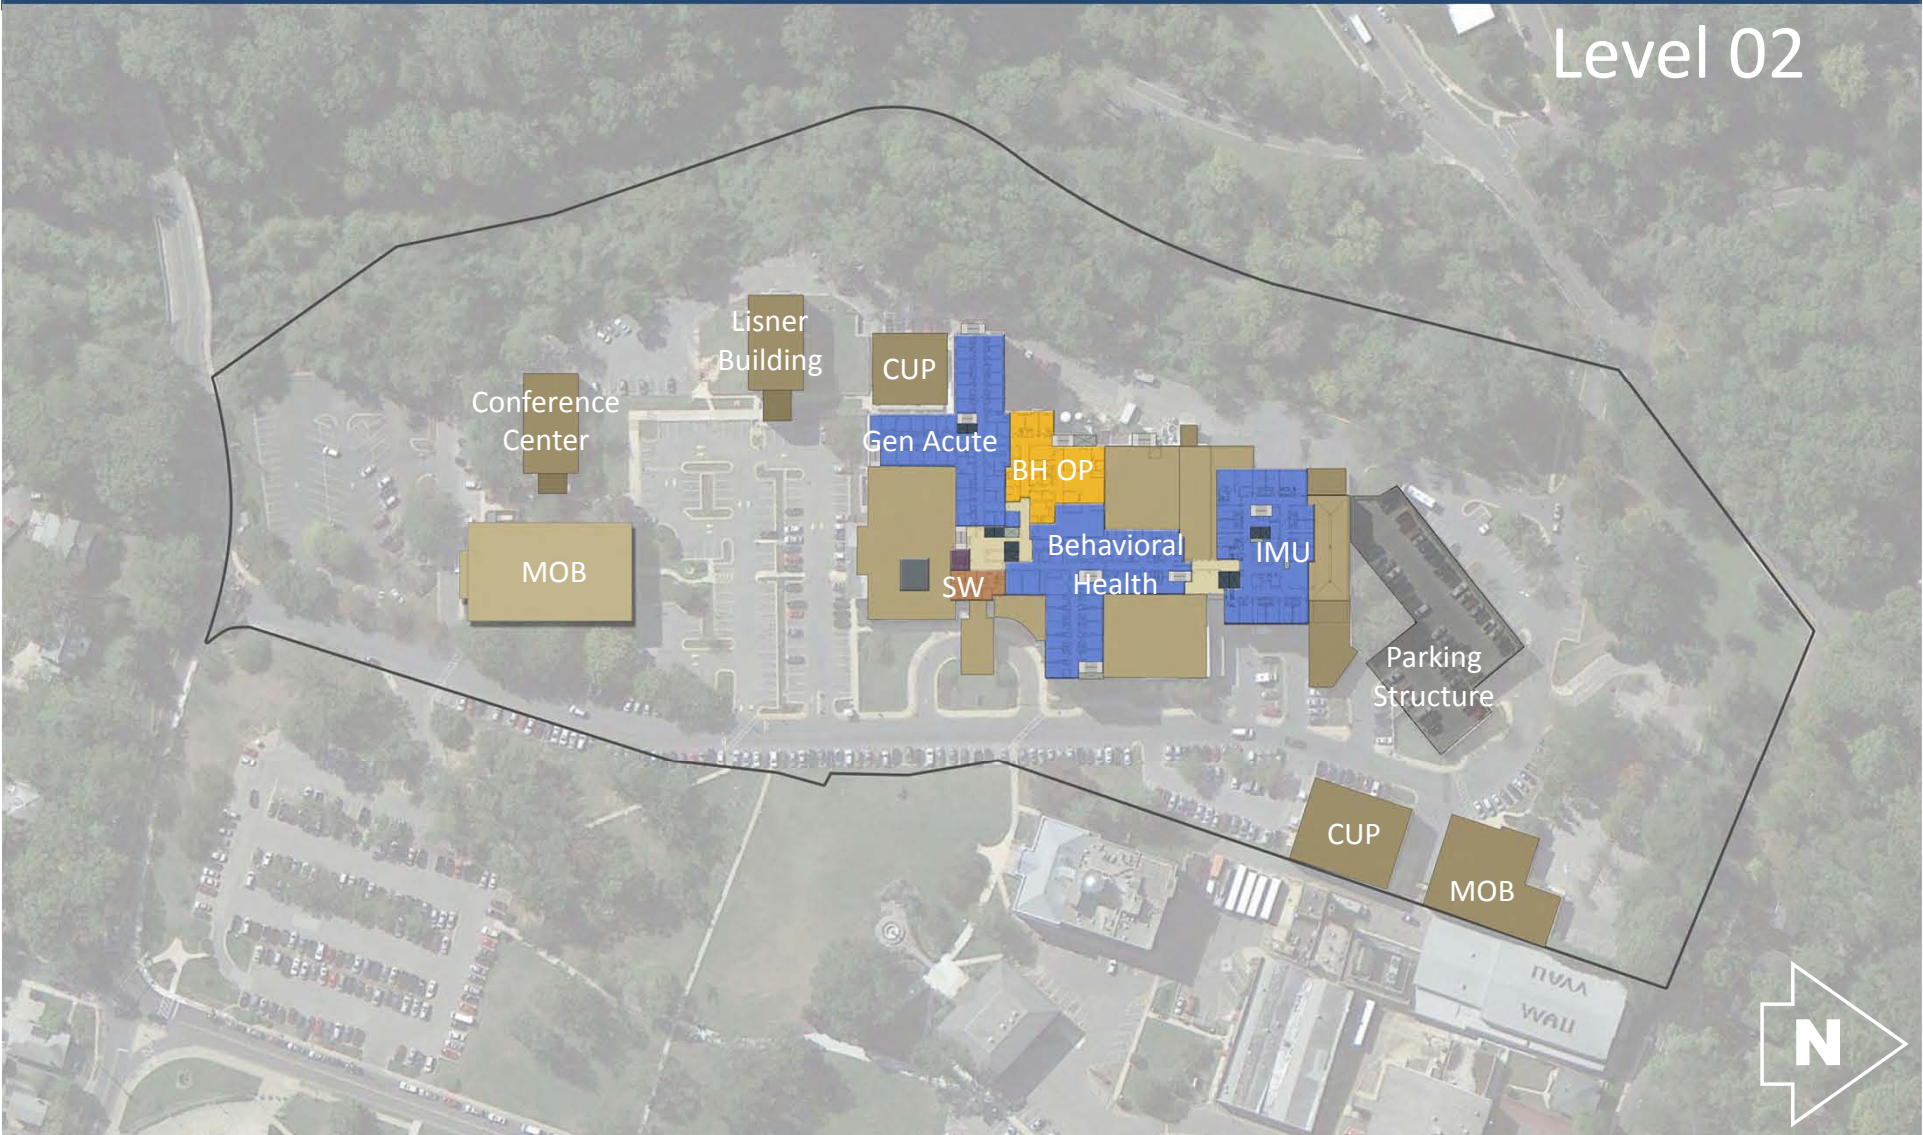 Level 02
Lisner
Building
CUP
Conference
Center
Gen Acute
BH OP
MOB
SW
Behavioral
Health
IMU
Parking
Structure
CUP
MOB
N